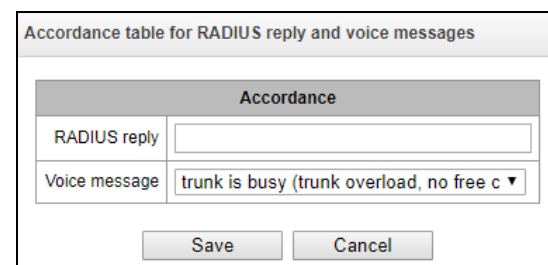 Accordance table for RADIUS reply and voice messages
Accordance
RADIUS reply
Voice message trunk is busy (trunk overload, no free c
Save Cancel